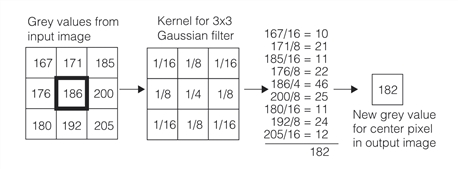 Grey values from
input image
167 171 185
176 186 200
180 192 205
Kernel for 3x3
Gaussian filter
1/16 1/8 1/16
1/8 1/4 1/8
1/16 1/8 1/16
167/16 = 10
171/8 = 21
185/16 = 11
176/8 = 22
186/4 = 46
200/8 = 25
180/16 = 11
192/8 = 24
205/16 = 12
182
182
New grey value
for center pixel
in output image